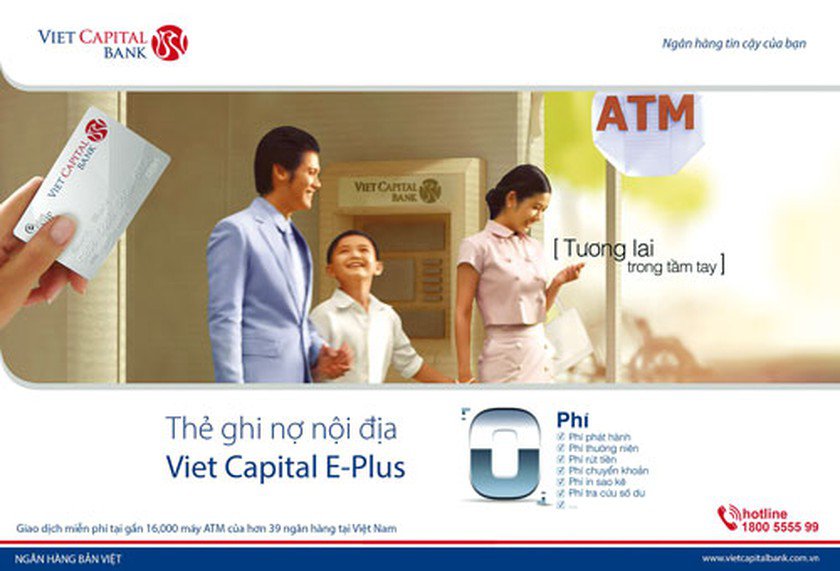 VIET CAPITAL
BANK
Ngân hàng tin cậy của bạn
VIET CAPITAL
BANK
ATM
VIET CAPITAL
BANK
[ Tương lai
trong tầm tay ]
Thẻ ghi nợ nội địa
Viet Capital E-Plus
0
Phí
Phí phát hành
Phí thường niên
Phí rút tiền
Phí chuyển khoản
Phí in sao kê
Phí tra cứu số dư
...
Giao dịch miễn phí tại gần 16,000 máy ATM của hơn 39 ngân hàng tại Việt Nam
hotline
1800 5555 99
NGÂN HÀNG BẢN VIỆT
www.vietcapitalbank.com.vn